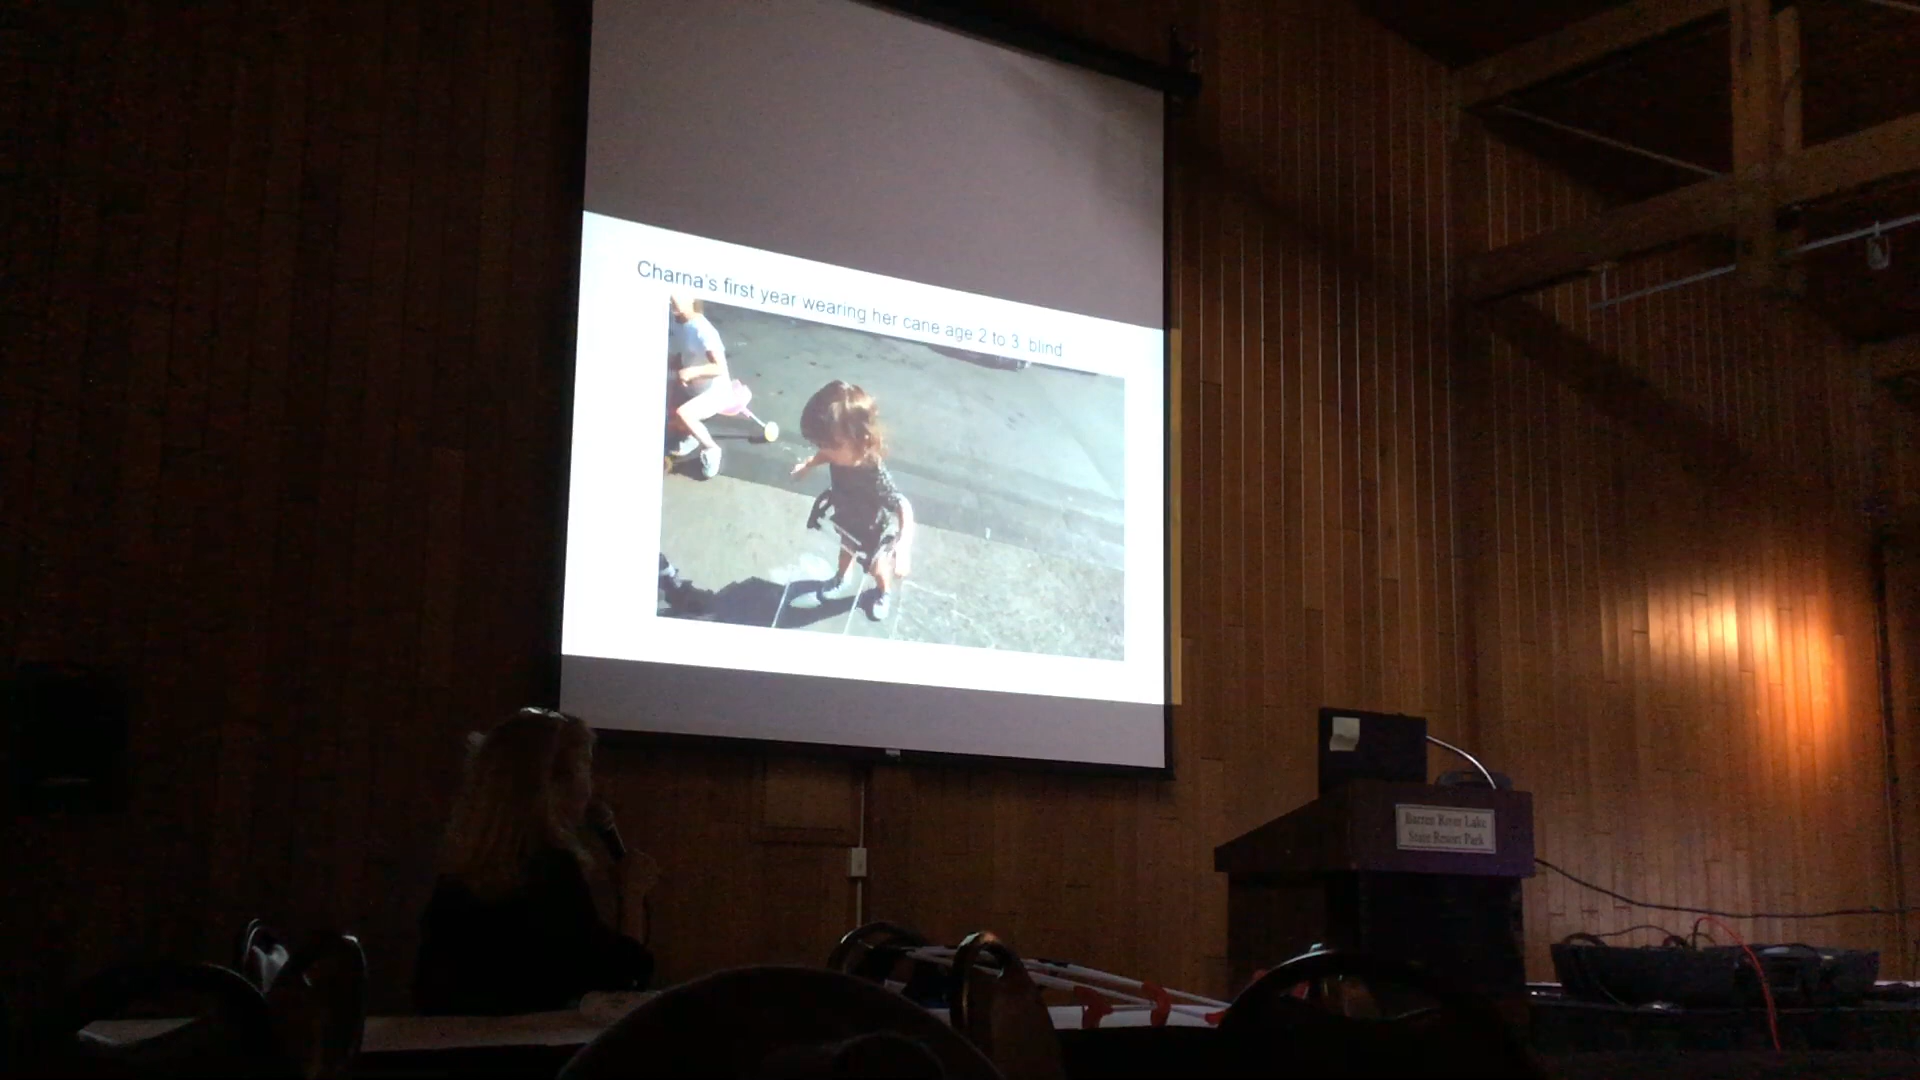 Charna's first year wearing her cane age 2 to 3. blind
Barren River Lake
State Resort Park